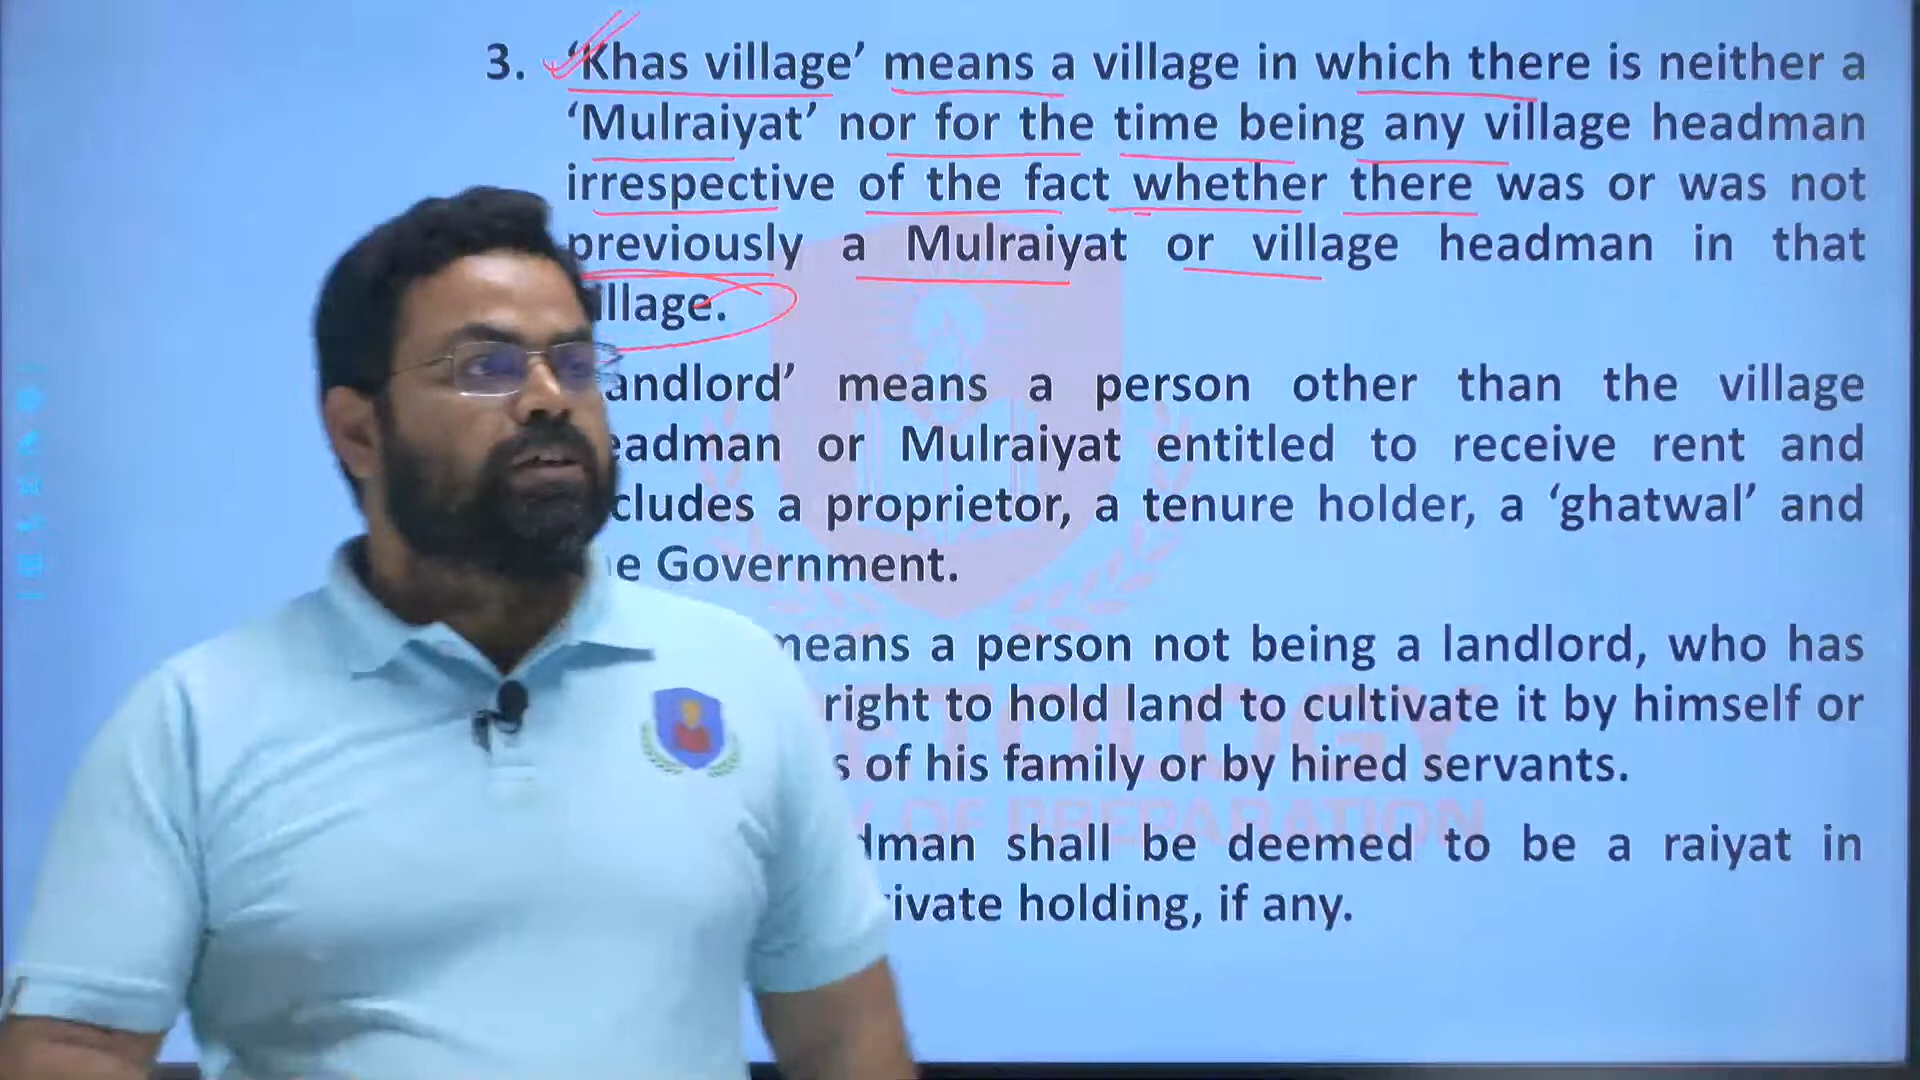 3. ‘Khas village’ means a village in which there is neither a
‘Mulraiyat’ nor for the time being any village headman
irrespective of the fact whether there was or was not
previously a Mulraiyat or village headman in that
illage.
andlord’ means a person other than the village
eadman or Mulraiyat entitled to receive rent and
cludes a proprietor, a tenure holder, a ‘ghatwal’ and
e Government.
means a person not being a landlord, who has
right to hold land to cultivate it by himself or
s of his family or by hired servants.
dman shall be deemed to be a raiyat in
ivate holding, if any.
ETOLOGY
Y OF PREPARATION